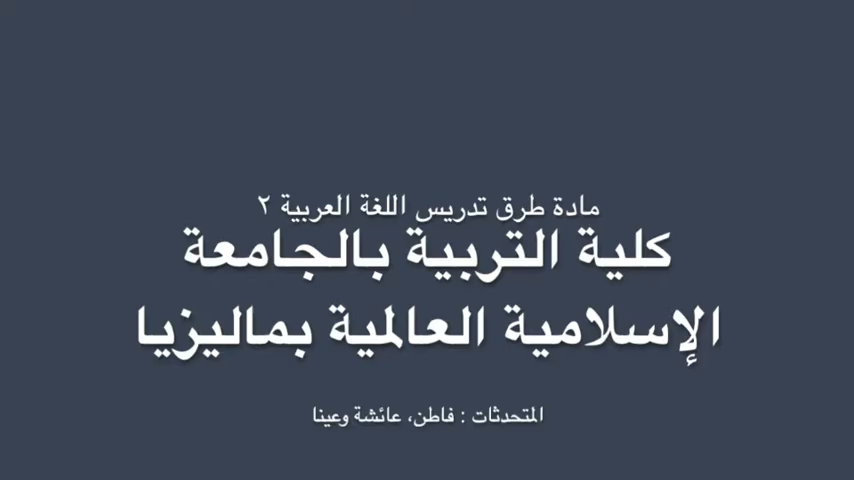 مادة طرق تدريس اللغة العربية ٢
كلية التربية بالجامعة
الإسلامية العالمية بماليزيا
المتحدثات : فاطن، عائشة وعينا